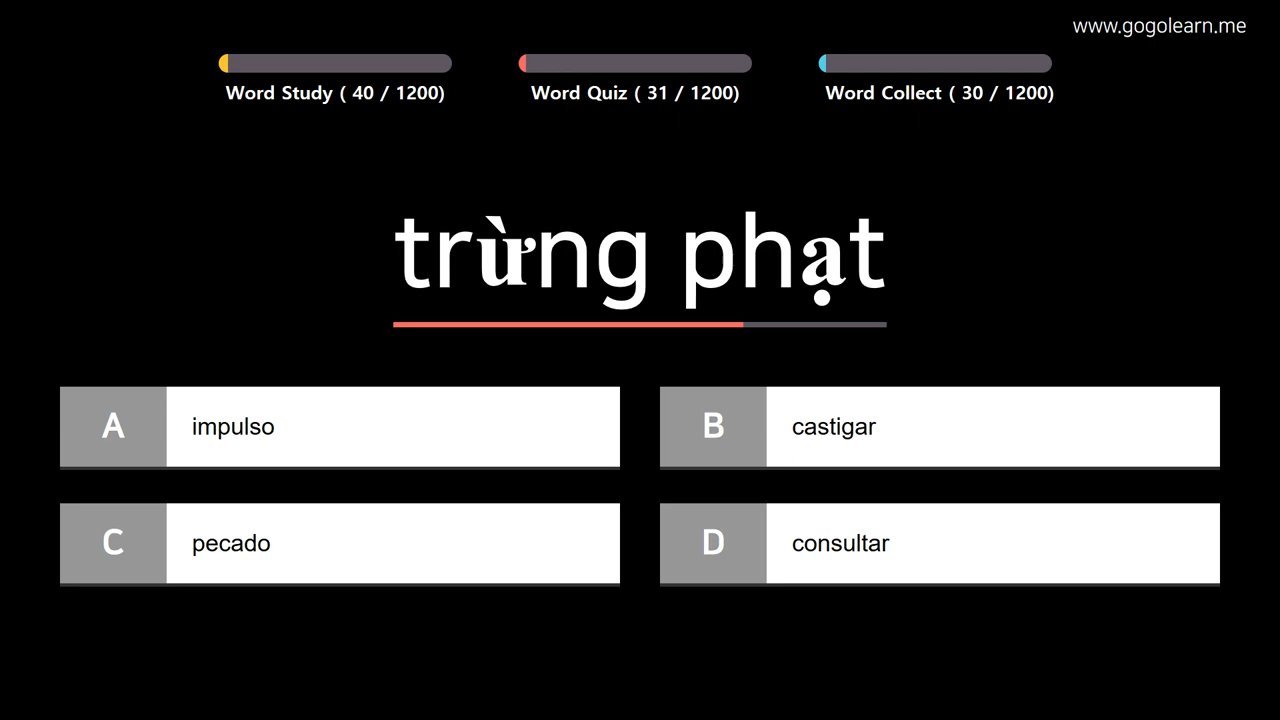 www.gogolearn.me
Word Study ( 40 / 1200)
Word Quiz ( 31 / 1200)
Word Collect ( 30 / 1200)
trừng phạt
A impulso
B castigar
C pecado
D consultar